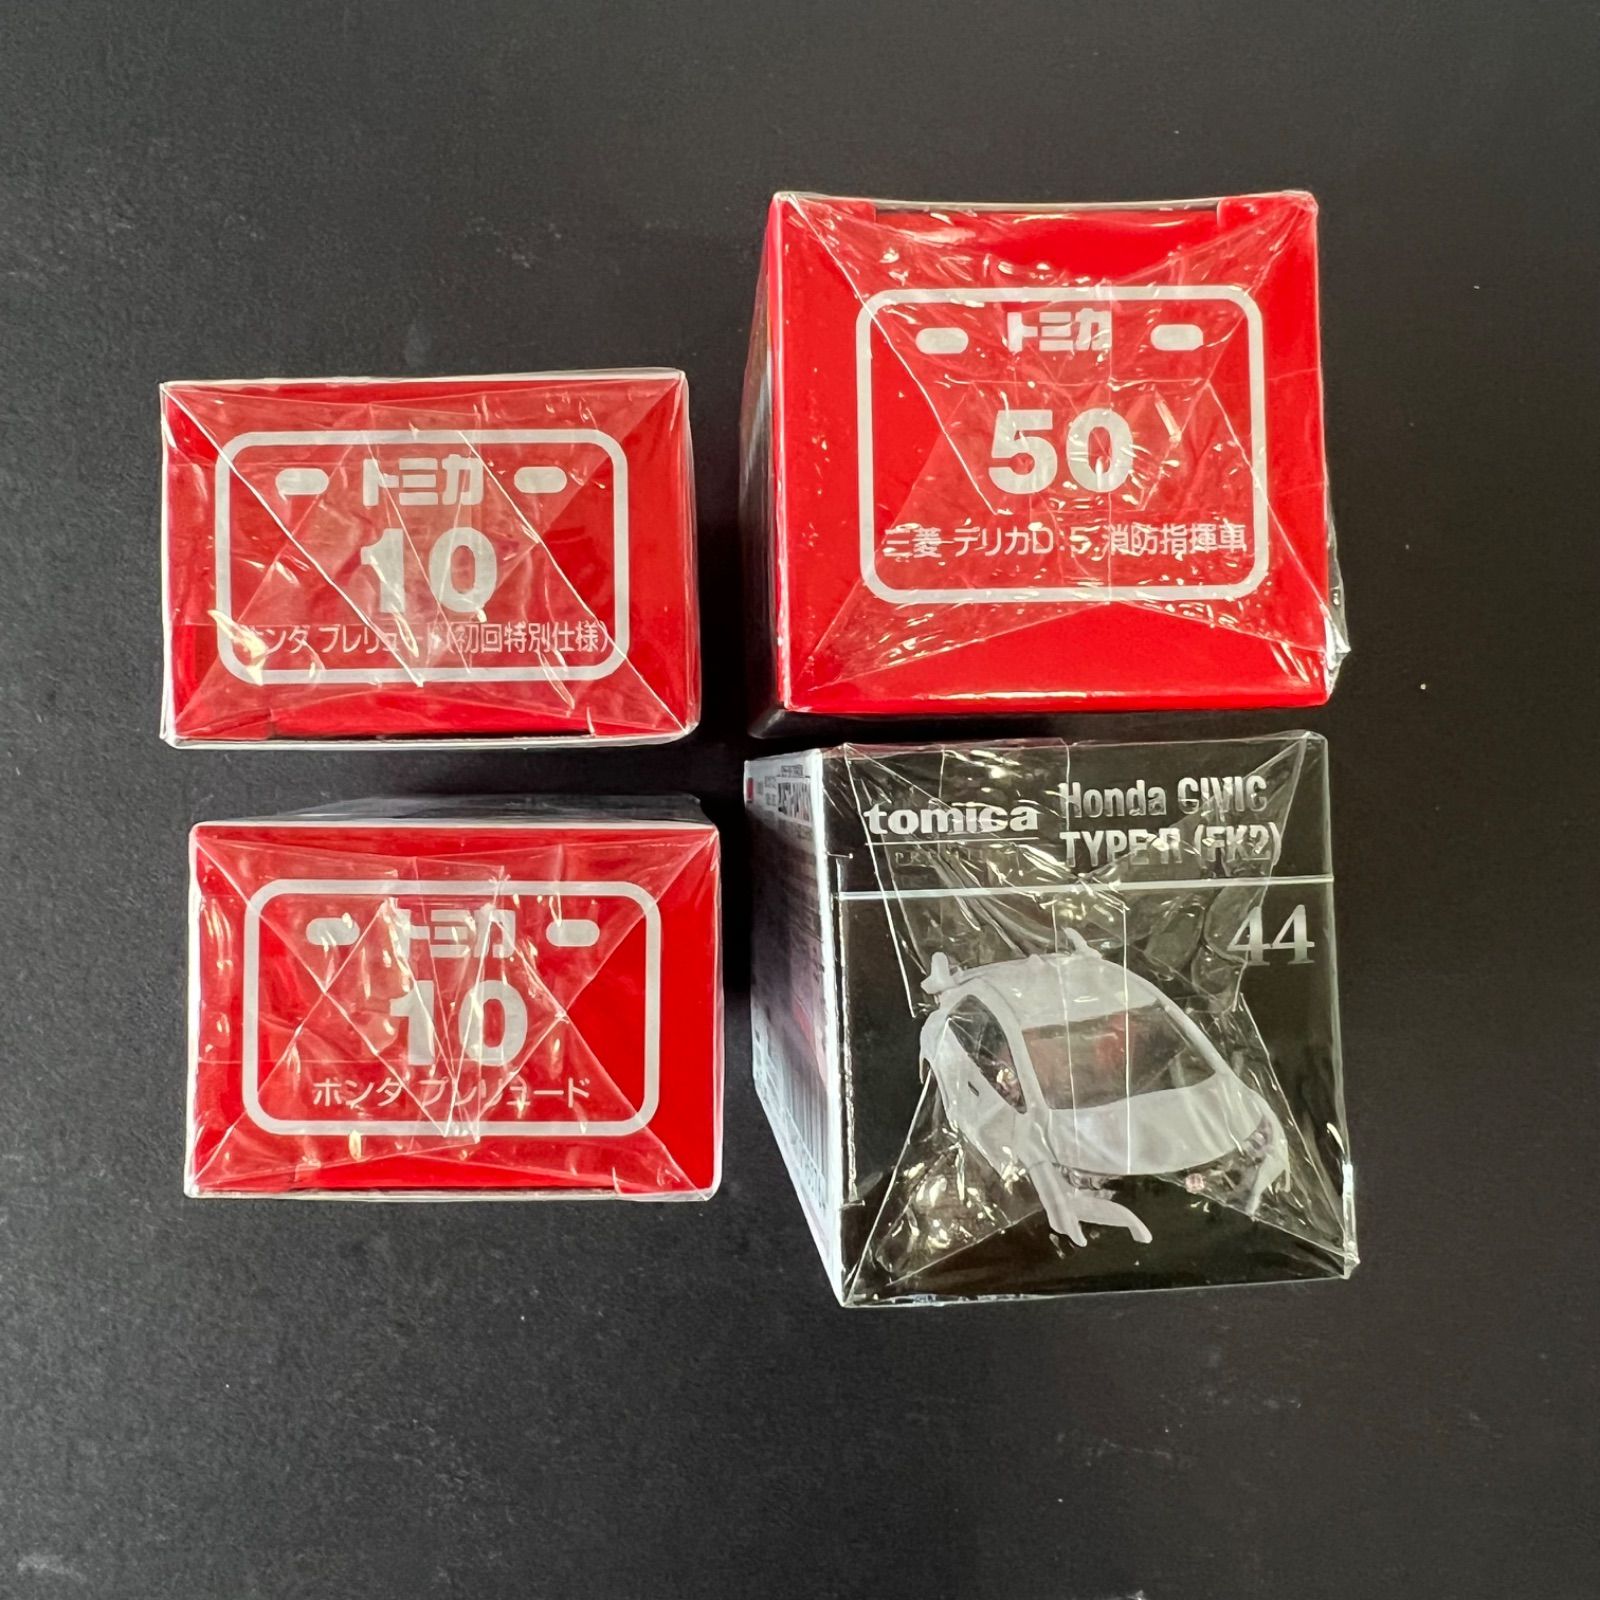 トミカ
10
ホンダ プレリュード(初回特別仕様)
トミカ
50
三菱 デリカD:5 消防指揮車
トミカ
10
ホンダ プレリュード
tomica
PREMIUM
Honda CIVIC
TYPE R (FK2)
44